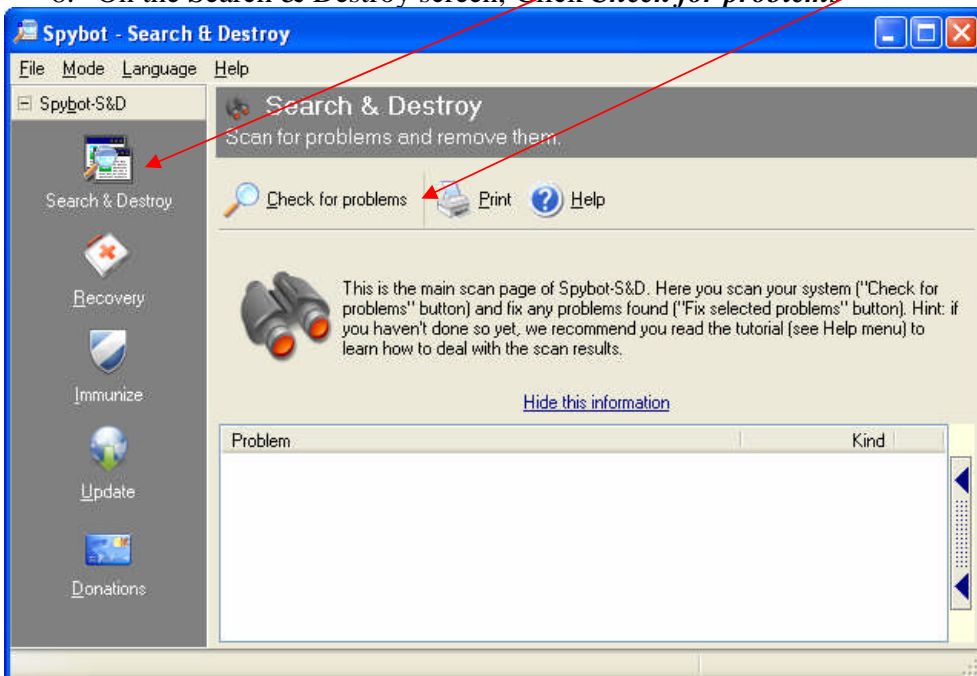 On the Search & Destroy screen, Click Check for problems
Spybot - Search & Destroy
File Mode Language Help
Spybot-S&D
Search & Destroy
Scan for problems and remove them.
Search & Destroy
Check for problems
Print
Help
Recovery
This is the main scan page of Spybot-S&D. Here you scan your system ("Check for
problems" button) and fix any problems found ("Fix selected problems" button). Hint: if
you haven't done so yet, we recommend you read the tutorial (see Help menu) to
learn how to deal with the scan results.
Immunize
Hide this information
Problem Kind
Update
Donations